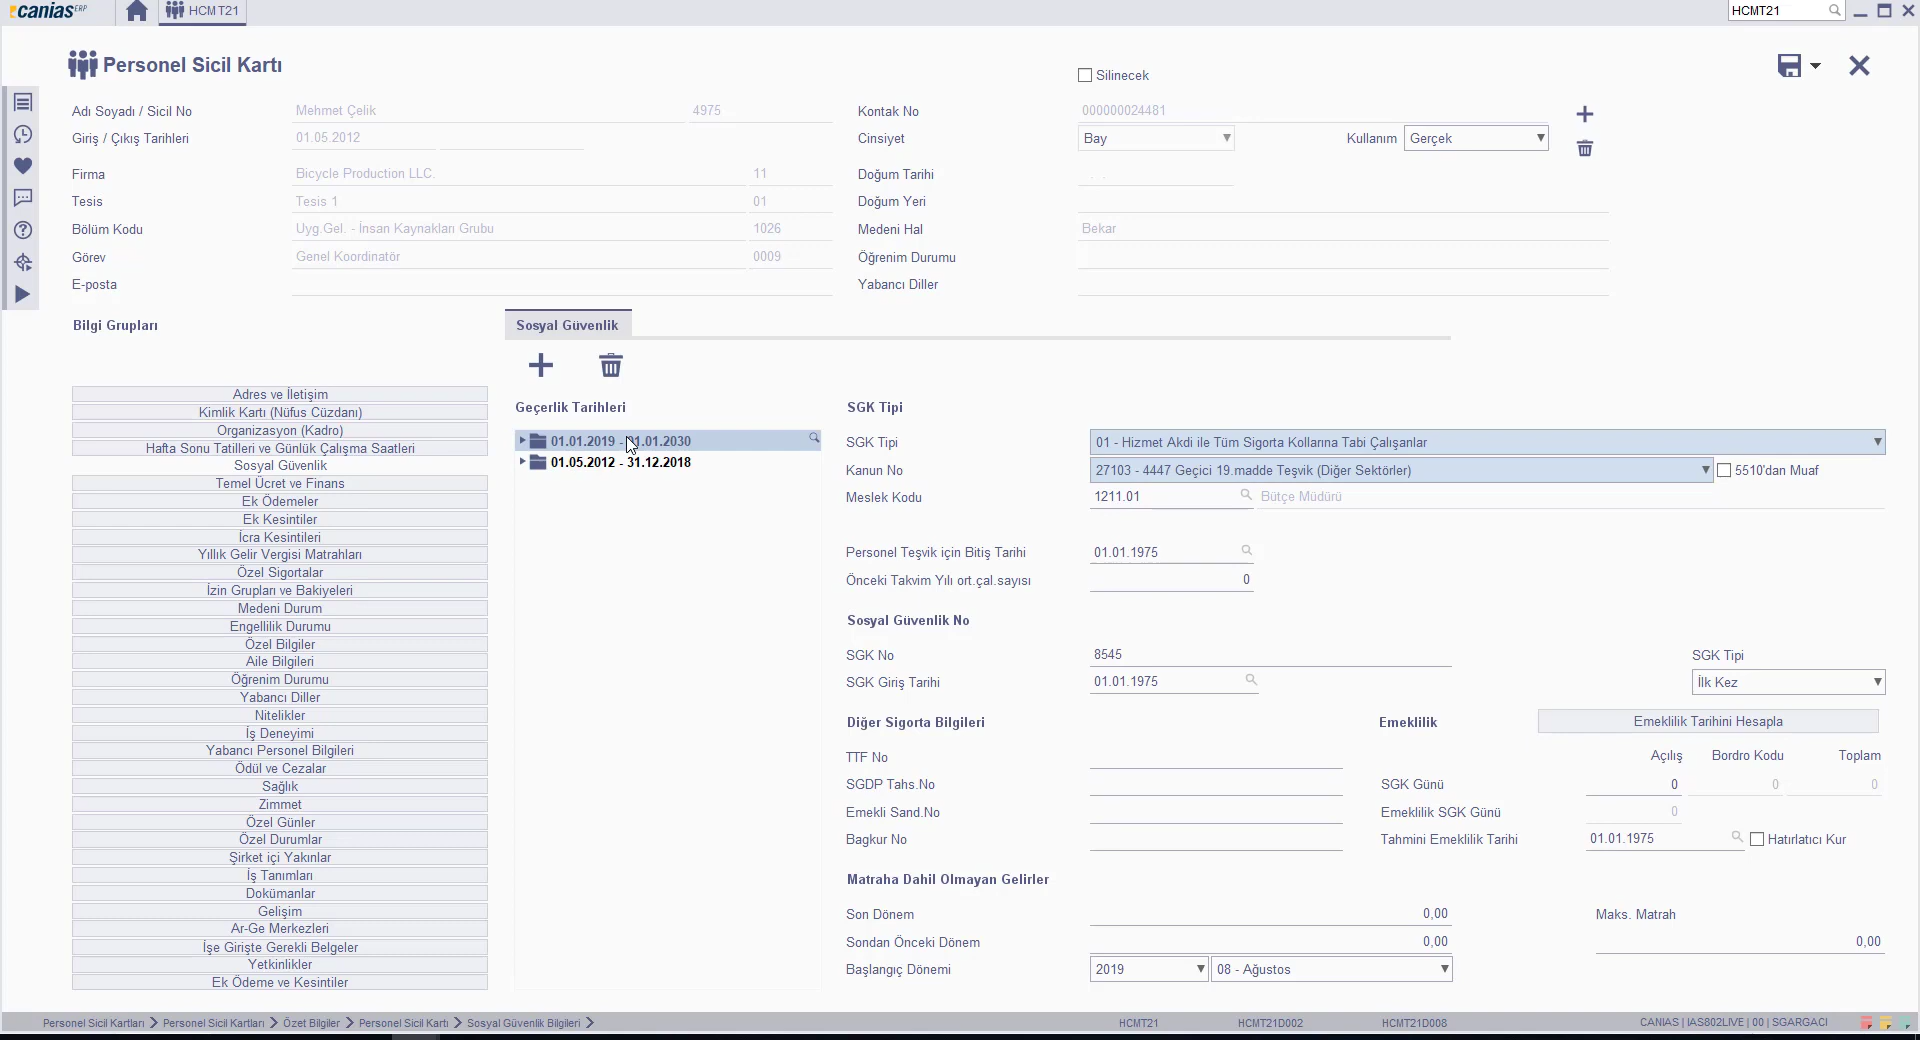 canias ERP
HCMT21
HCMT21
Personel Sicil Kartı
Silinecek
Adı Soyadı / Sicil No
Mehmet Çelik
4975
Kontak No
000000024481
Giriş / Çıkış Tarihleri
01.05.2012
Cinsiyet
Bay
Kullanım
Gerçek
Firma
Bicycle Production LLC.
11
Doğum Tarihi
Tesis
Tesis 1
01
Doğum Yeri
Bölüm Kodu
Uyg.Gel. - İnsan Kaynakları Grubu
1026
Medeni Hal
Bekar
Görev
Genel Koordinatör
0009
Öğrenim Durumu
E-posta
Yabancı Diller
Bilgi Grupları
Adres ve İletişim
Kimlik Kartı (Nüfus Cüzdanı)
Organizasyon (Kadro)
Hafta Sonu Tatilleri ve Günlük Çalışma Saatleri
Sosyal Güvenlik
Temel Ücret ve Finans
Ek Ödemeler
Ek Kesintiler
İcra Kesintileri
Yıllık Gelir Vergisi Matrahları
Özel Sigortalar
İzin Grupları ve Bakiyeleri
Medeni Durum
Engellilik Durumu
Özel Bilgiler
Aile Bilgileri
Öğrenim Durumu
Yabancı Diller
Nitelikler
İş Deneyimi
Yabancı Personel Bilgileri
Ödül ve Cezalar
Sağlık
Zimmet
Özel Günler
Özel Durumlar
Şirket içi Yakınlar
İş Tanımları
Dokümanlar
Gelişim
Ar-Ge Merkezleri
İşe Girişte Gerekli Belgeler
Yetkinlikler
Ek Ödeme ve Kesintiler
Sosyal Güvenlik
Geçerlik Tarihleri
01.01.2019 - 01.01.2030
01.05.2012 - 31.12.2018
SGK Tipi
SGK Tipi
01 - Hizmet Akdi ile Tüm Sigorta Kollarına Tabi Çalışanlar
Kanun No
27103 - 4447 Geçici 19.madde Teşvik (Diğer Sektörler)
5510'dan Muaf
Meslek Kodu
1211.01
Bütçe Müdürü
Personel Teşvik için Bitiş Tarihi
01.01.1975
Önceki Takvim Yılı ort.çal.sayısı
0
Sosyal Güvenlik No
SGK No
8545
SGK Tipi
SGK Giriş Tarihi
01.01.1975
İlk Kez
Diğer Sigorta Bilgileri
Emeklilik
Emeklilik Tarihini Hesapla
TTF No
Açılış
Bordro Kodu
Toplam
SGDP Tahs.No
SGK Günü
0
0
0
Emekli Sand.No
Emeklilik SGK Günü
0
Bagkur No
Tahmini Emeklilik Tarihi
01.01.1975
Hatırlatıcı Kur
Matraha Dahil Olmayan Gelirler
Son Dönem
0,00
Maks. Matrah
Sondan Önceki Dönem
0,00
0,00
Başlangıç Dönemi
2019
08 - Ağustos
Personel Sicil Kartları
Personel Sicil Kartları
Özet Bilgiler
Personel Sicil Kartı
Sosyal Güvenlik Bilgileri
HCMT21
HCMT21D002
HCMT21D008
CANIAS | IAS802LIVE | 00 | SGARGACI